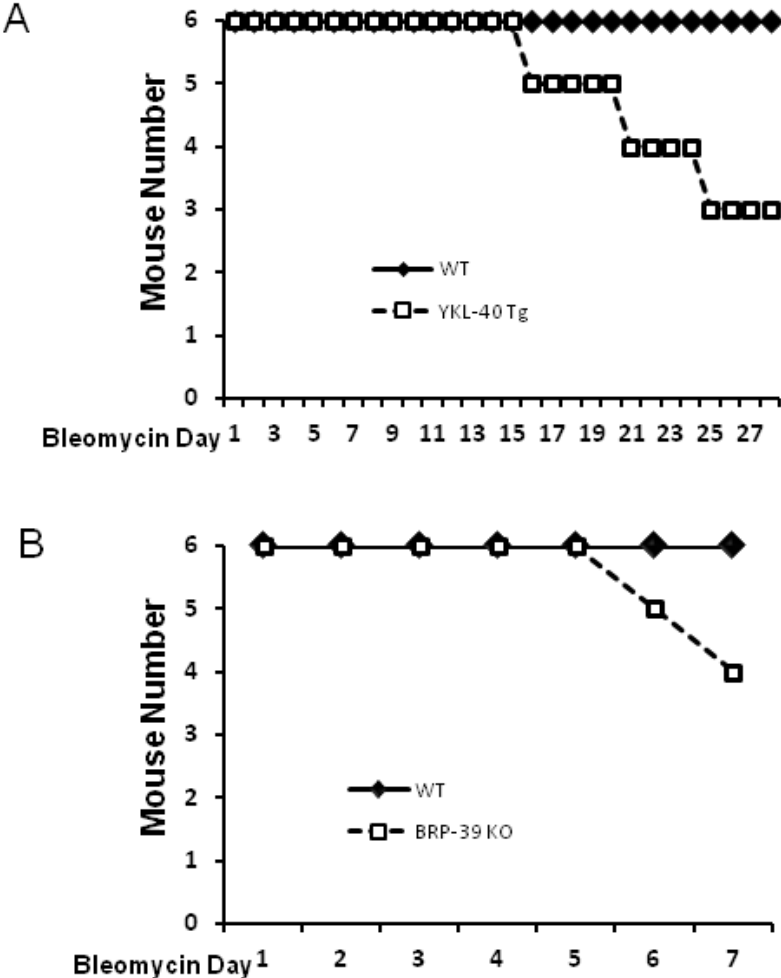 A
Mouse Number
6
5
4
3
2
1
0
WT
YKL-40 Tg
Bleomycin Day 1 3 5 7 9 11 13 15 17 19 21 23 25 27
B
Mouse Number
6
5
4
3
2
1
0
WT
BRP-39 KO
Bleomycin Day 1 2 3 4 5 6 7